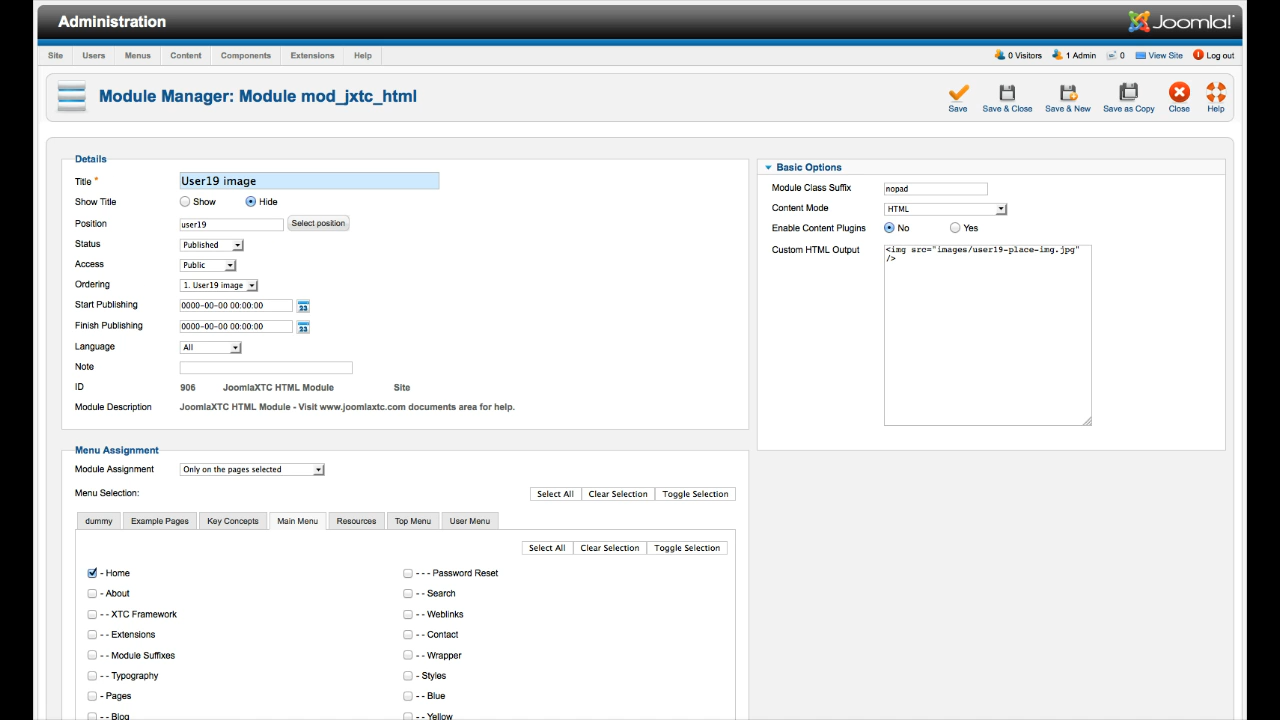 Administration
Joomla!
Site Users Menus Content Components Extensions Help
0 Visitors 1 Admin 0 View Site Log out
Module Manager: Module mod_jxtc_html
Save Save & Close Save & New Save as Copy Close Help
Details
Title *
User19 image
Show Title Show Hide
Position user19 Select position
Status Published
Access Public
Ordering 1. User19 image
Start Publishing 0000-00-00 00:00:00 23
Finish Publishing 0000-00-00 00:00:00 23
Language All
Note
ID 906 JoomlaXTC HTML Module Site
Module Description JoomlaXTC HTML Module - Visit www.joomlaxtc.com documents area for help.
Basic Options
Module Class Suffix nopad
Content Mode HTML
Enable Content Plugins No Yes
Custom HTML Output
<img src="images/user19-place-img.jpg"
/>
Menu Assignment
Module Assignment Only on the pages selected
Menu Selection:
Select All Clear Selection Toggle Selection
dummy Example Pages Key Concepts Main Menu Resources Top Menu User Menu
Select All Clear Selection Toggle Selection
- Home
- About
- - XTC Framework
- - Extensions
- - Module Suffixes
- - Typography
- Pages
- - Blog
- - - Password Reset
- - Search
- - Weblinks
- - Contact
- - Wrapper
- Styles
- - Blue
- - Yellow